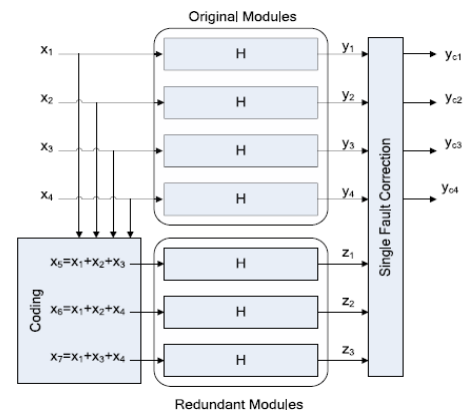 Original Modules
x₁ H y₁ yc1
x₂ H y₂ yc2
x₃ H y₃ yc3
x₄ H y₄ yc4
Single Fault Correction
Coding
x₅=x₁+x₂+x₃ H z₁
x₆=x₁+x₂+x₄ H z₂
x₇=x₁+x₃+x₄ H z₃
Redundant Modules